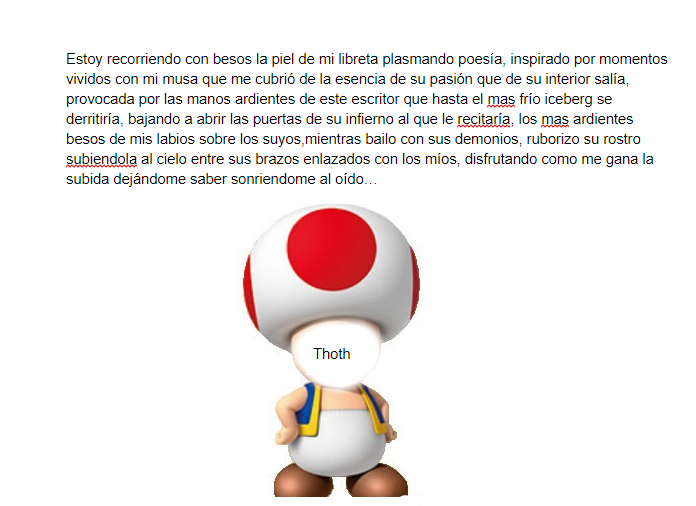 Estoy recorriendo con besos la piel de mi libreta plasmando poesía, inspirado por momentos
vividos con mi musa que me cubrió de la esencia de su pasión que de su interior salía,
provocada por las manos ardientes de este escritor que hasta el mas frío iceberg se
derritiría, bajando a abrir las puertas de su infierno al que le recitaría, los mas ardientes
besos de mis labios sobre los suyos,mientras bailo con sus demonios, ruborizo su rostro
subiendola al cielo entre sus brazos enlazados con los míos, disfrutando como me gana la
subida dejándome saber sonriendome al oído…
Thoth